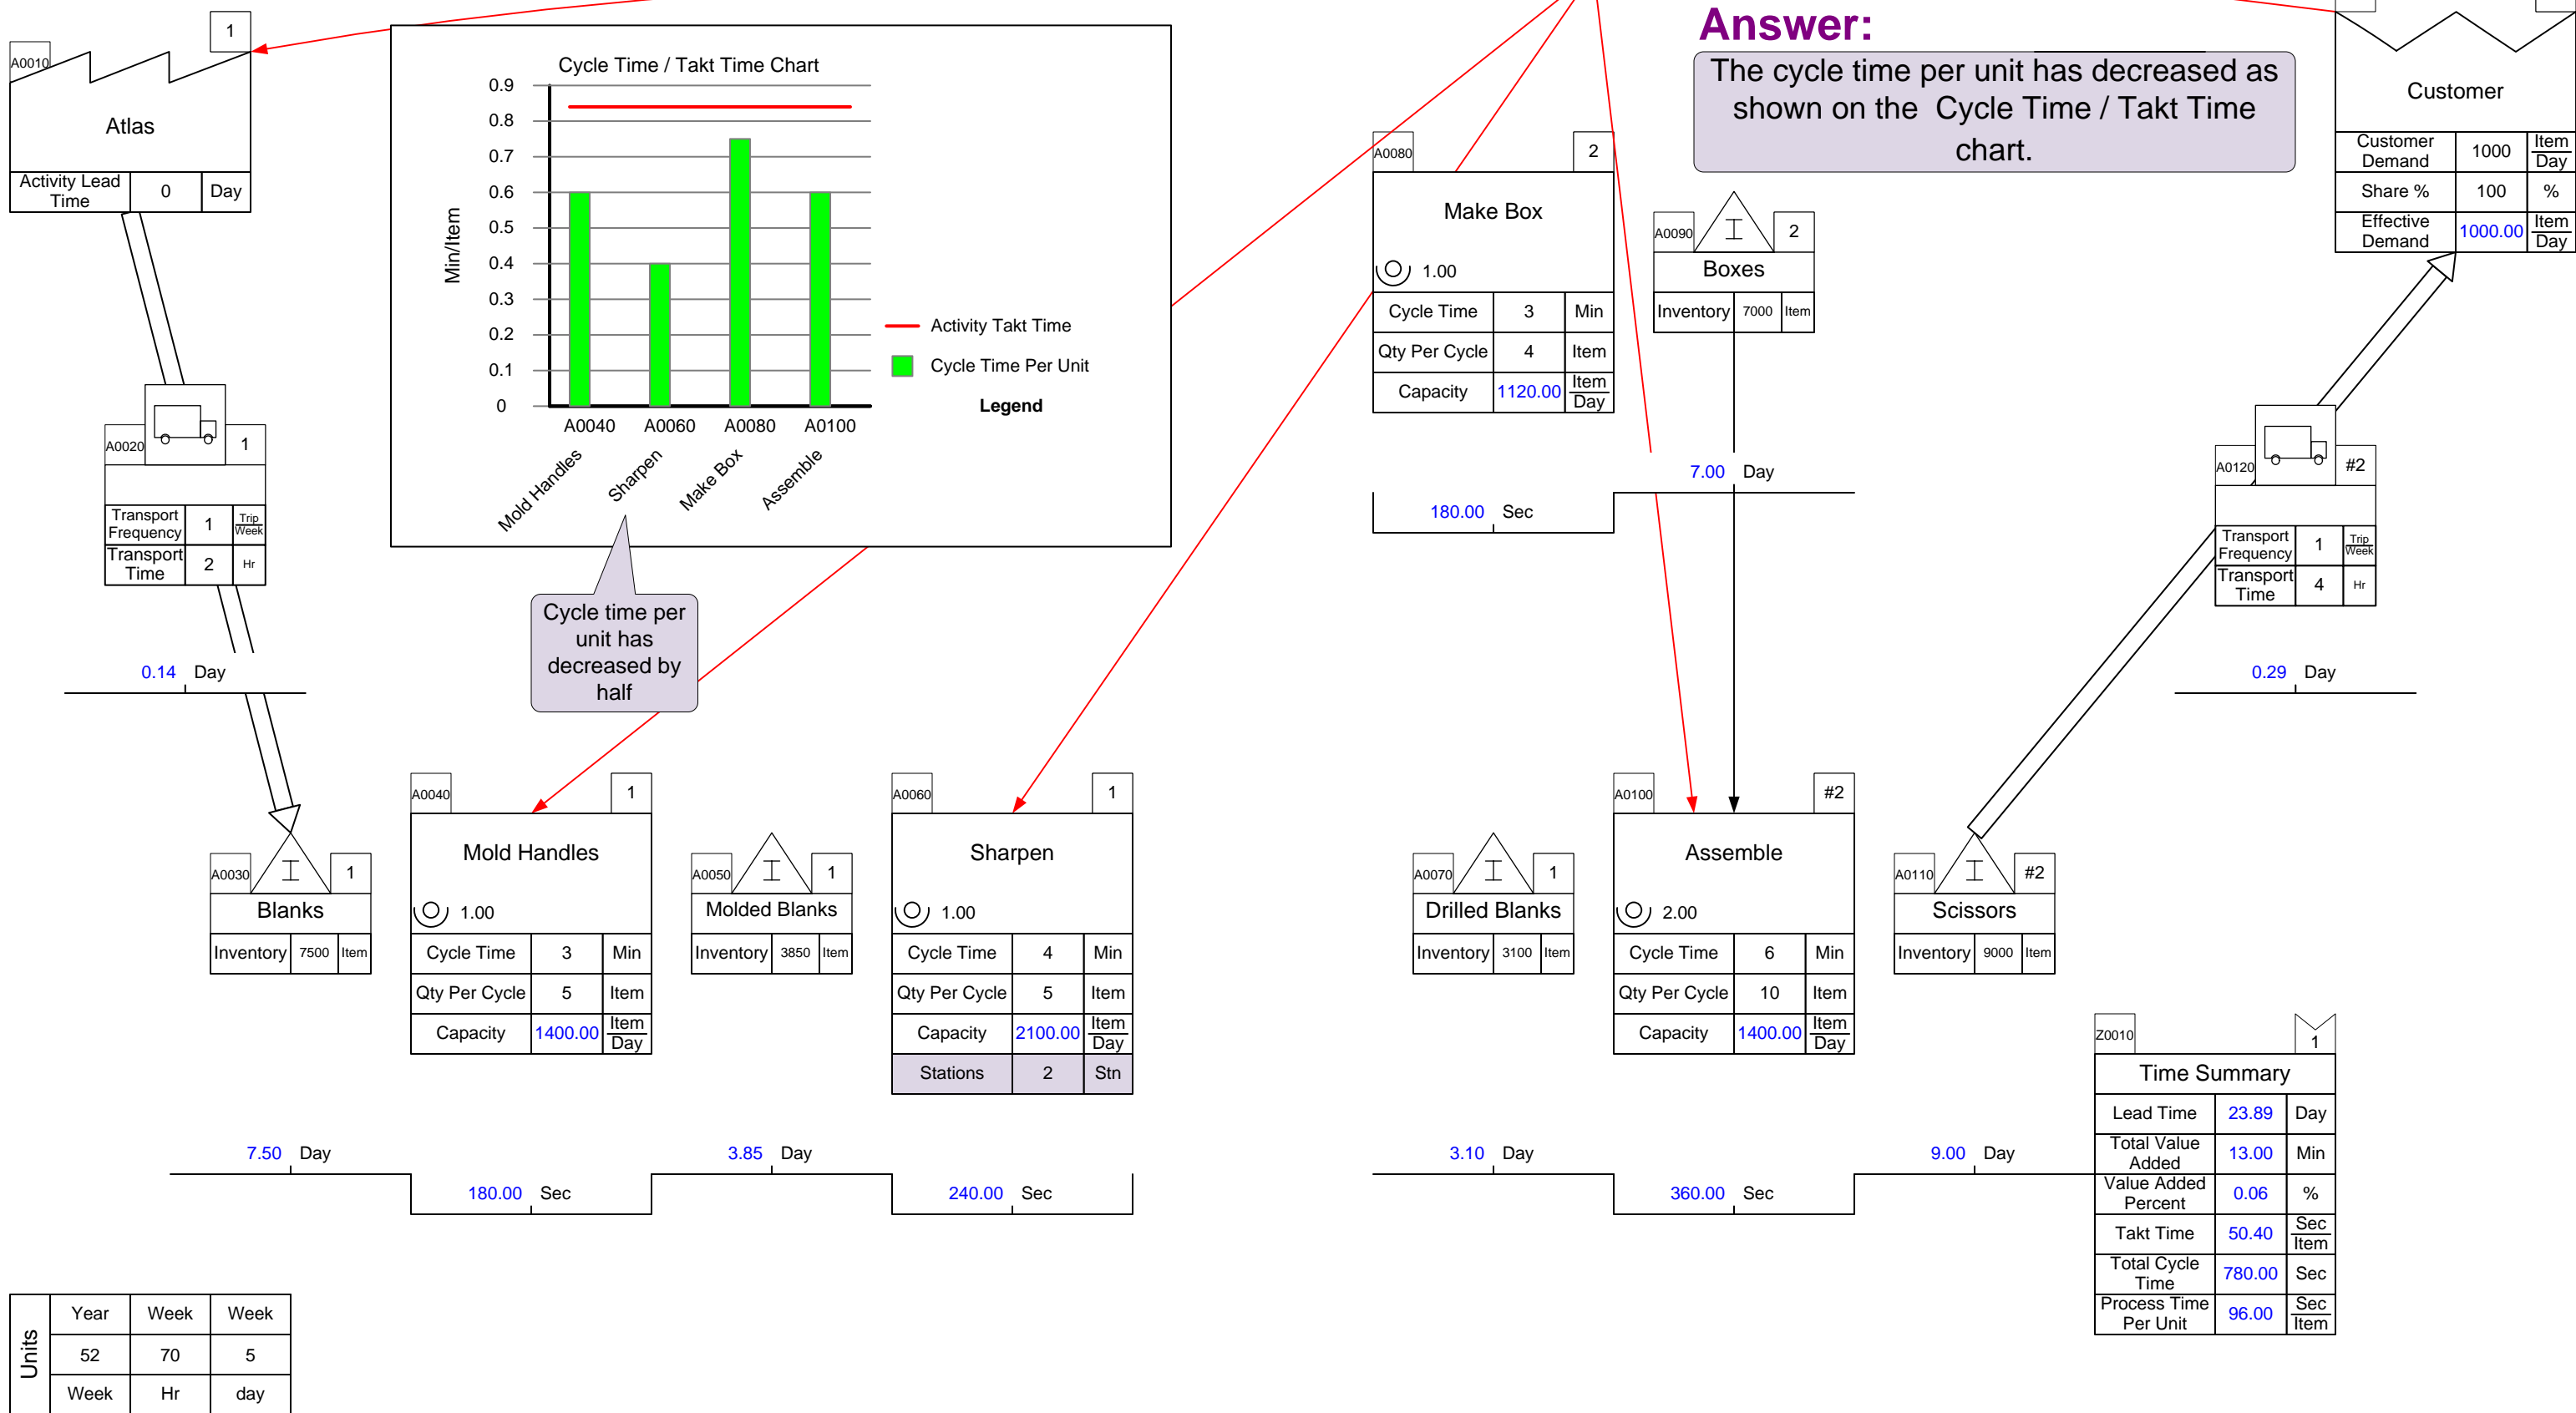 Answer:
The cycle time per unit has decreased as
shown on the Cycle Time / Takt Time
chart.
A0010
1
Atlas
Activity Lead
Time
0
Day
Cycle Time / Takt Time Chart
0.9
0.8
0.7
0.6
0.5
0.4
0.3
0.2
0.1
0
Min/Item
A0040
A0060
A0080
A0100
Mold Handles
Sharpen
Make Box
Assemble
Activity Takt Time
Cycle Time Per Unit
Legend
Cycle time per
unit has
decreased by
half
A0080
2
Make Box
1.00
Cycle Time
3
Min
Qty Per Cycle
4
Item
Capacity
1120.00
Item
Day
A0090
I
2
Boxes
Inventory
7000
Item
Customer
Customer
Demand
1000
Item
Day
Share %
100
%
Effective
Demand
1000.00
Item
Day
A0020
1
Transport
Frequency
1
Trip
Week
Transport
Time
2
Hr
0.14 Day
7.00 Day
180.00 Sec
A0120
#2
Transport
Frequency
1
Trip
Week
Transport
Time
4
Hr
0.29 Day
A0030
I
1
Blanks
Inventory
7500
Item
A0040
1
Mold Handles
1.00
Cycle Time
3
Min
Qty Per Cycle
5
Item
Capacity
1400.00
Item
Day
A0050
I
1
Molded Blanks
Inventory
3850
Item
A0060
1
Sharpen
1.00
Cycle Time
4
Min
Qty Per Cycle
5
Item
Capacity
2100.00
Item
Day
Stations
2
Stn
A0070
I
1
Drilled Blanks
Inventory
3100
Item
A0100
#2
Assemble
2.00
Cycle Time
6
Min
Qty Per Cycle
10
Item
Capacity
1400.00
Item
Day
A0110
I
#2
Scissors
Inventory
9000
Item
7.50 Day
180.00 Sec
3.85 Day
240.00 Sec
3.10 Day
360.00 Sec
9.00 Day
Z0010
1
Time Summary
Lead Time
23.89
Day
Total Value
Added
13.00
Min
Value Added
Percent
0.06
%
Takt Time
50.40
Sec
Item
Total Cycle
Time
780.00
Sec
Process Time
Per Unit
96.00
Sec
Item
Units
Year
Week
Week
52
70
5
Week
Hr
day